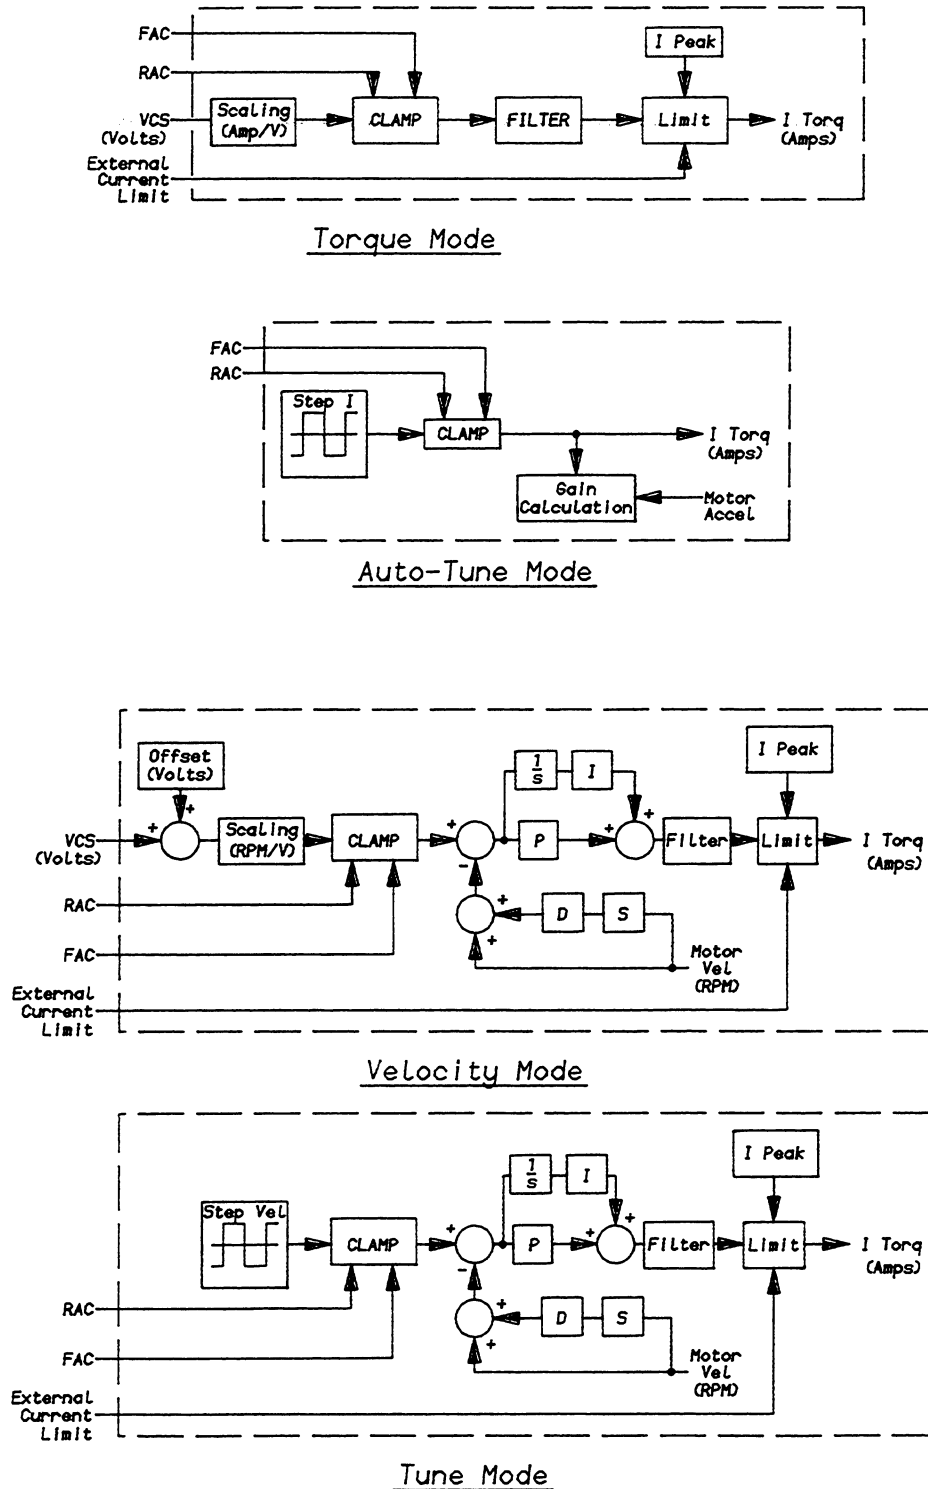 FAC
I Peak
RAC
VCS
(Volts)
Scaling
(Amp/V)
CLAMP
FILTER
Limit
I Torq
(Amps)
External
Current
Limit
Torque Mode
FAC
RAC
Step I
CLAMP
I Torq
(Amps)
Gain
Calculation
Motor
Accel
Auto-Tune Mode
Offset
(Volts)
1/s
I
I Peak
+
+
VCS
(Volts)
Scaling
(RPM/V)
CLAMP
+
-
P
+
+
Filter
Limit
I Torq
(Amps)
RAC
+
+
D
S
FAC
Motor
Vel
(RPM)
External
Current
Limit
Velocity Mode
1/s
I
I Peak
Step Vel
CLAMP
+
-
P
+
+
Filter
Limit
I Torq
(Amps)
RAC
+
+
D
S
FAC
Motor
Vel
(RPM)
External
Current
Limit
Tune Mode